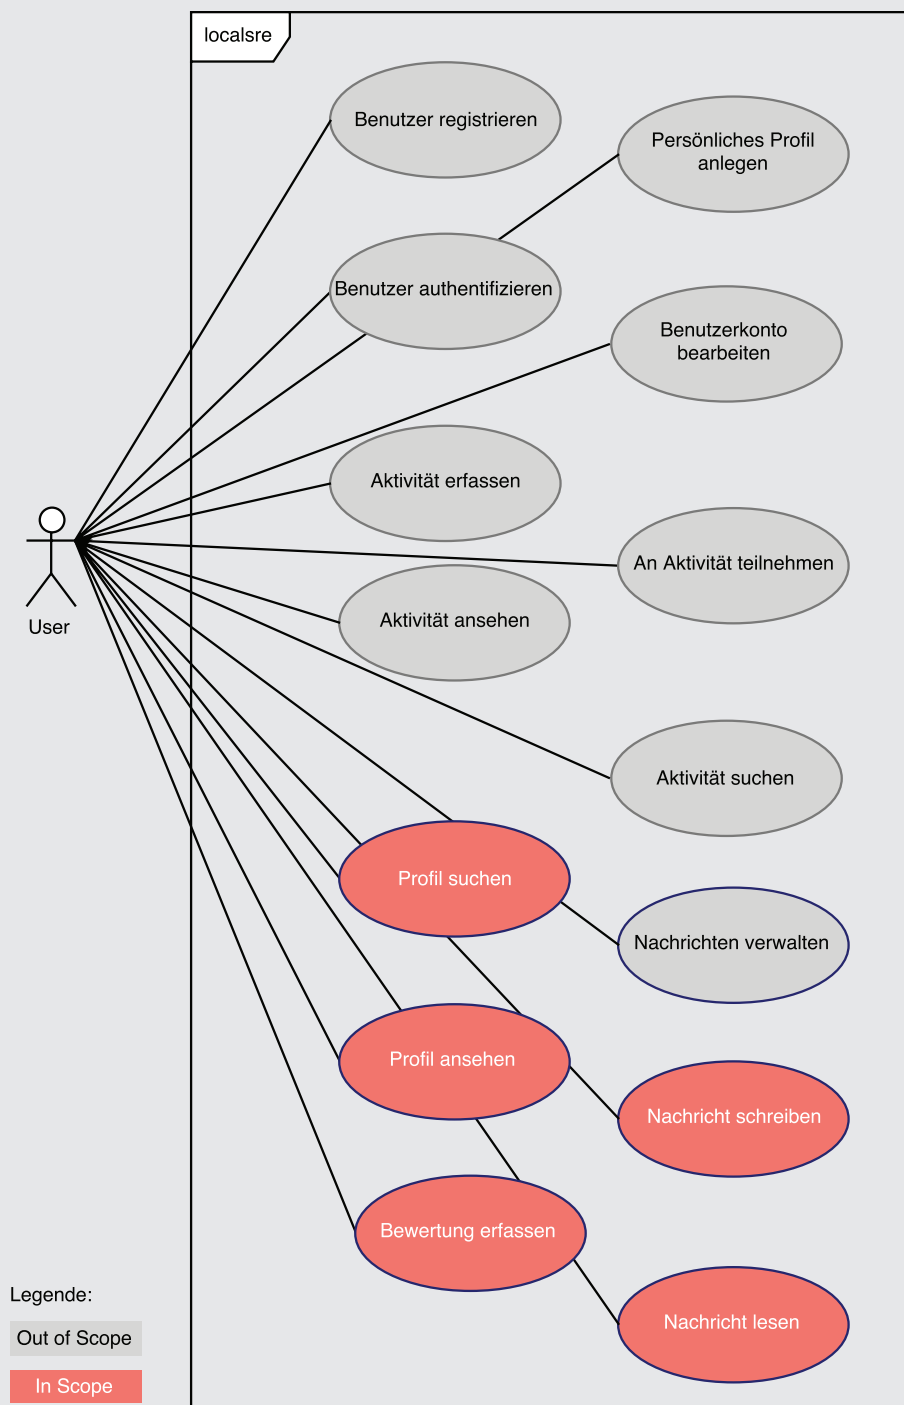 localsre
Benutzer registrieren
Persönliches Profil
anlegen
Benutzer authentifizieren
Benutzerkonto
bearbeiten
Aktivität erfassen
An Aktivität teilnehmen
Aktivität ansehen
User
Aktivität suchen
Profil suchen
Nachrichten verwalten
Profil ansehen
Nachricht schreiben
Bewertung erfassen
Nachricht lesen
Legende:
Out of Scope
In Scope